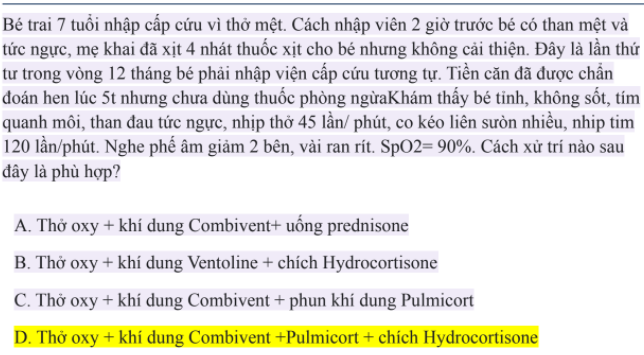 Bé trai 7 tuổi nhập cấp cứu vì thở mệt. Cách nhập viên 2 giờ trước bé có than mệt và
tức ngực, mẹ khai đã xịt 4 nhát thuốc xịt cho bé nhưng không cải thiện. Đây là lần thứ
tư trong vòng 12 tháng bé phải nhập viện cấp cứu tương tự. Tiền căn đã được chẩn
đoán hen lúc 5t nhưng chưa dùng thuốc phòng ngừaKhám thấy bé tỉnh, không sốt, tím
quanh môi, than đau tức ngực, nhịp thở 45 lần/ phút, co kéo liên sườn nhiều, nhịp tim
120 lần/phút. Nghe phế âm giảm 2 bên, vài ran rít. SpO2= 90%. Cách xử trí nào sau
đây là phù hợp?
A. Thở oxy + khí dung Combivent+ uống prednisone
B. Thở oxy + khí dung Ventoline + chích Hydrocortisone
C. Thở oxy + khí dung Combivent + phun khí dung Pulmicort
D. Thở oxy + khí dung Combivent +Pulmicort + chích Hydrocortisone